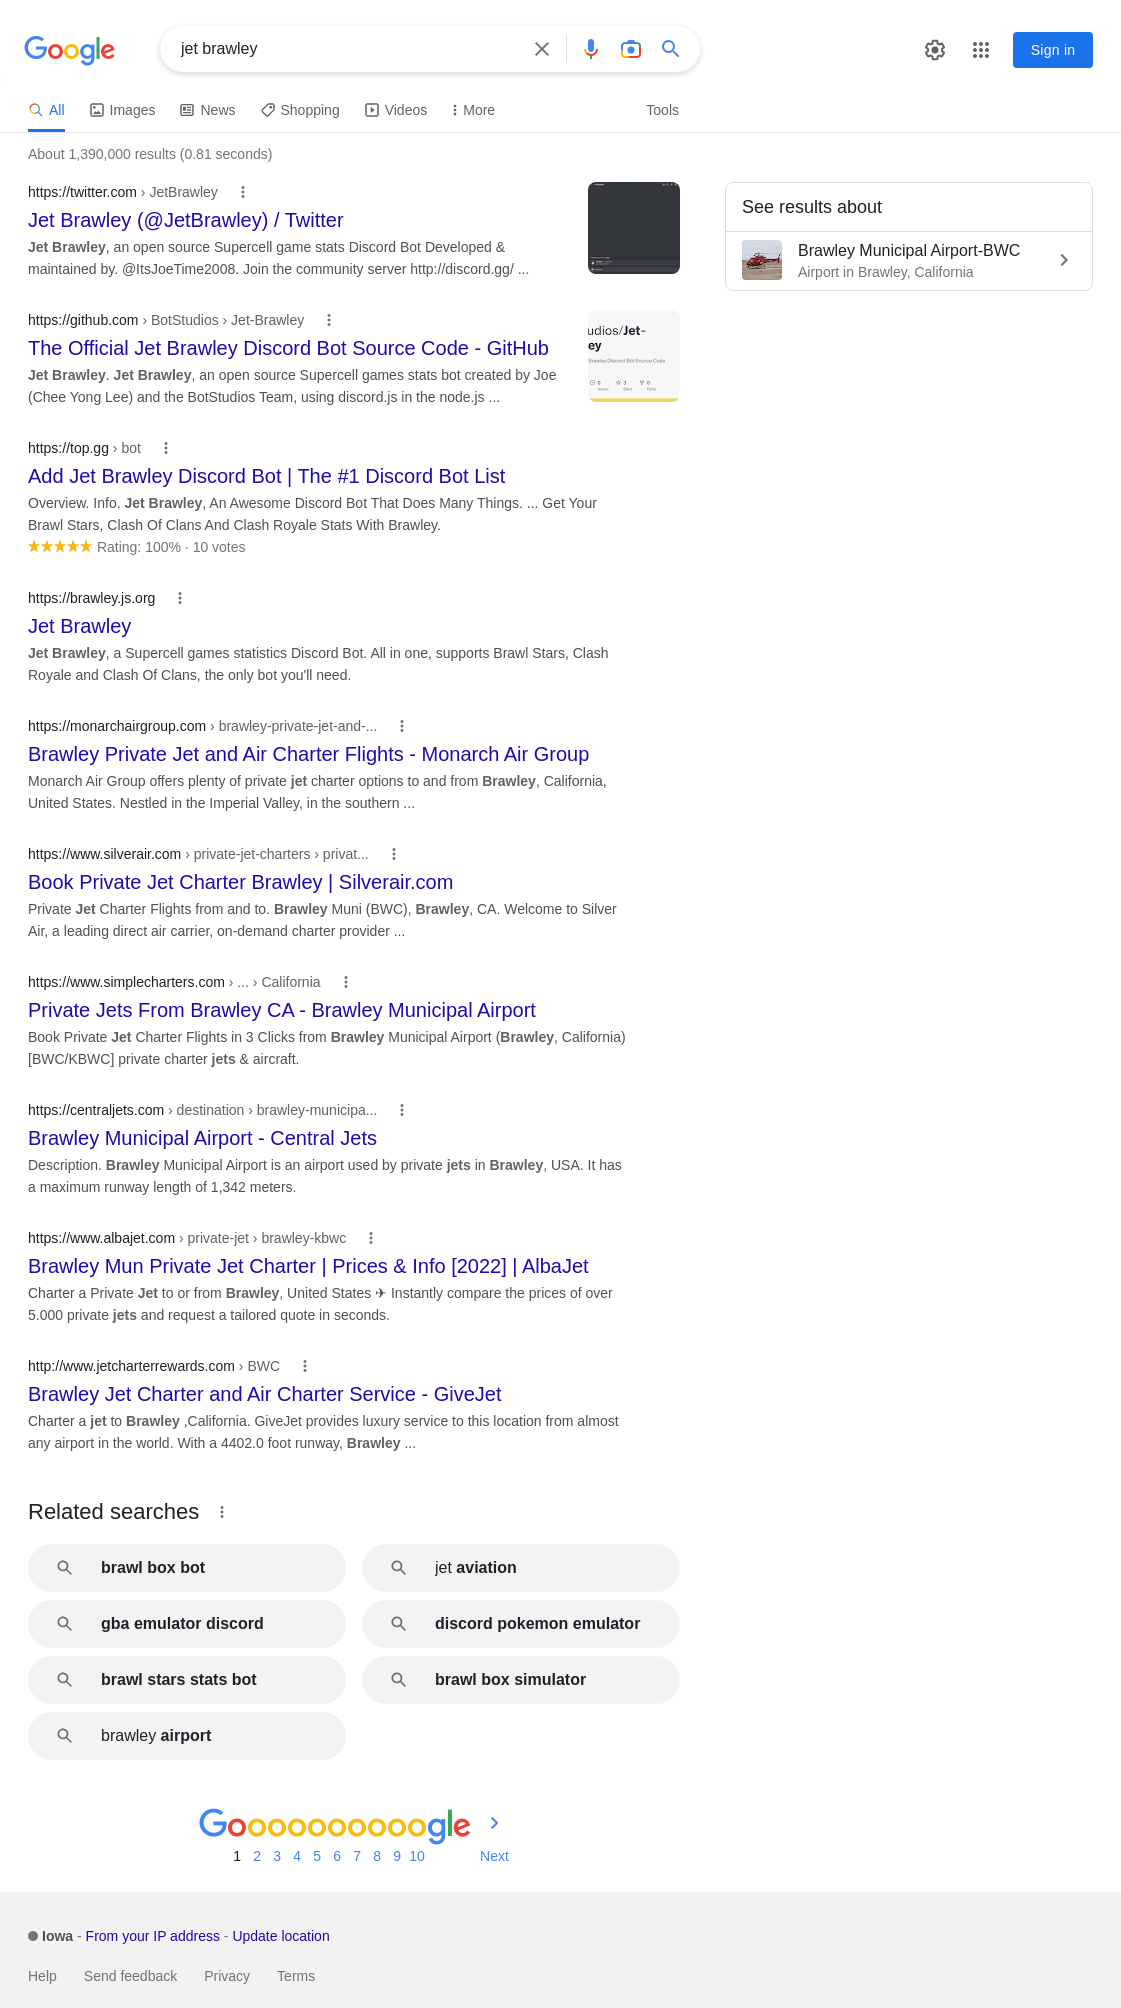 Google
jet brawley
Sign in
All
Images
News
Shopping
Videos
More
Tools
About 1,390,000 results (0.81 seconds)
https://twitter.com › JetBrawley
Jet Brawley (@JetBrawley) / Twitter
Jet Brawley, an open source Supercell game stats Discord Bot Developed &
maintained by. @ItsJoeTime2008. Join the community server http://discord.gg/ ...
See results about
Brawley Municipal Airport-BWC
Airport in Brawley, California
https://github.com › BotStudios › Jet-Brawley
The Official Jet Brawley Discord Bot Source Code - GitHub
Jet Brawley. Jet Brawley, an open source Supercell games stats bot created by Joe
(Chee Yong Lee) and the BotStudios Team, using discord.js in the node.js ...
udios/Jet-
ey
Brawley Discord Bot Source Code
0 3 0
Issues Stars Forks
https://top.gg › bot
Add Jet Brawley Discord Bot | The #1 Discord Bot List
Overview. Info. Jet Brawley, An Awesome Discord Bot That Does Many Things. ... Get Your
Brawl Stars, Clash Of Clans And Clash Royale Stats With Brawley.
Rating: 100% · 10 votes
https://brawley.js.org
Jet Brawley
Jet Brawley, a Supercell games statistics Discord Bot. All in one, supports Brawl Stars, Clash
Royale and Clash Of Clans, the only bot you'll need.
https://monarchairgroup.com › brawley-private-jet-and-...
Brawley Private Jet and Air Charter Flights - Monarch Air Group
Monarch Air Group offers plenty of private jet charter options to and from Brawley, California,
United States. Nestled in the Imperial Valley, in the southern ...
https://www.silverair.com › private-jet-charters › privat...
Book Private Jet Charter Brawley | Silverair.com
Private Jet Charter Flights from and to. Brawley Muni (BWC), Brawley, CA. Welcome to Silver
Air, a leading direct air carrier, on-demand charter provider ...
https://www.simplecharters.com › ... › California
Private Jets From Brawley CA - Brawley Municipal Airport
Book Private Jet Charter Flights in 3 Clicks from Brawley Municipal Airport (Brawley, California)
[BWC/KBWC] private charter jets & aircraft.
https://centraljets.com › destination › brawley-municipa...
Brawley Municipal Airport - Central Jets
Description. Brawley Municipal Airport is an airport used by private jets in Brawley, USA. It has
a maximum runway length of 1,342 meters.
https://www.albajet.com › private-jet › brawley-kbwc
Brawley Mun Private Jet Charter | Prices & Info [2022] | AlbaJet
Charter a Private Jet to or from Brawley, United States ✈ Instantly compare the prices of over
5.000 private jets and request a tailored quote in seconds.
http://www.jetcharterrewards.com › BWC
Brawley Jet Charter and Air Charter Service - GiveJet
Charter a jet to Brawley ,California. GiveJet provides luxury service to this location from almost
any airport in the world. With a 4402.0 foot runway, Brawley ...
Related searches
brawl box bot
jet aviation
gba emulator discord
discord pokemon emulator
brawl stars stats bot
brawl box simulator
brawley airport
Goooooooooogle
1 2 3 4 5 6 7 8 9 10 Next
Iowa - From your IP address - Update location
Help Send feedback Privacy Terms